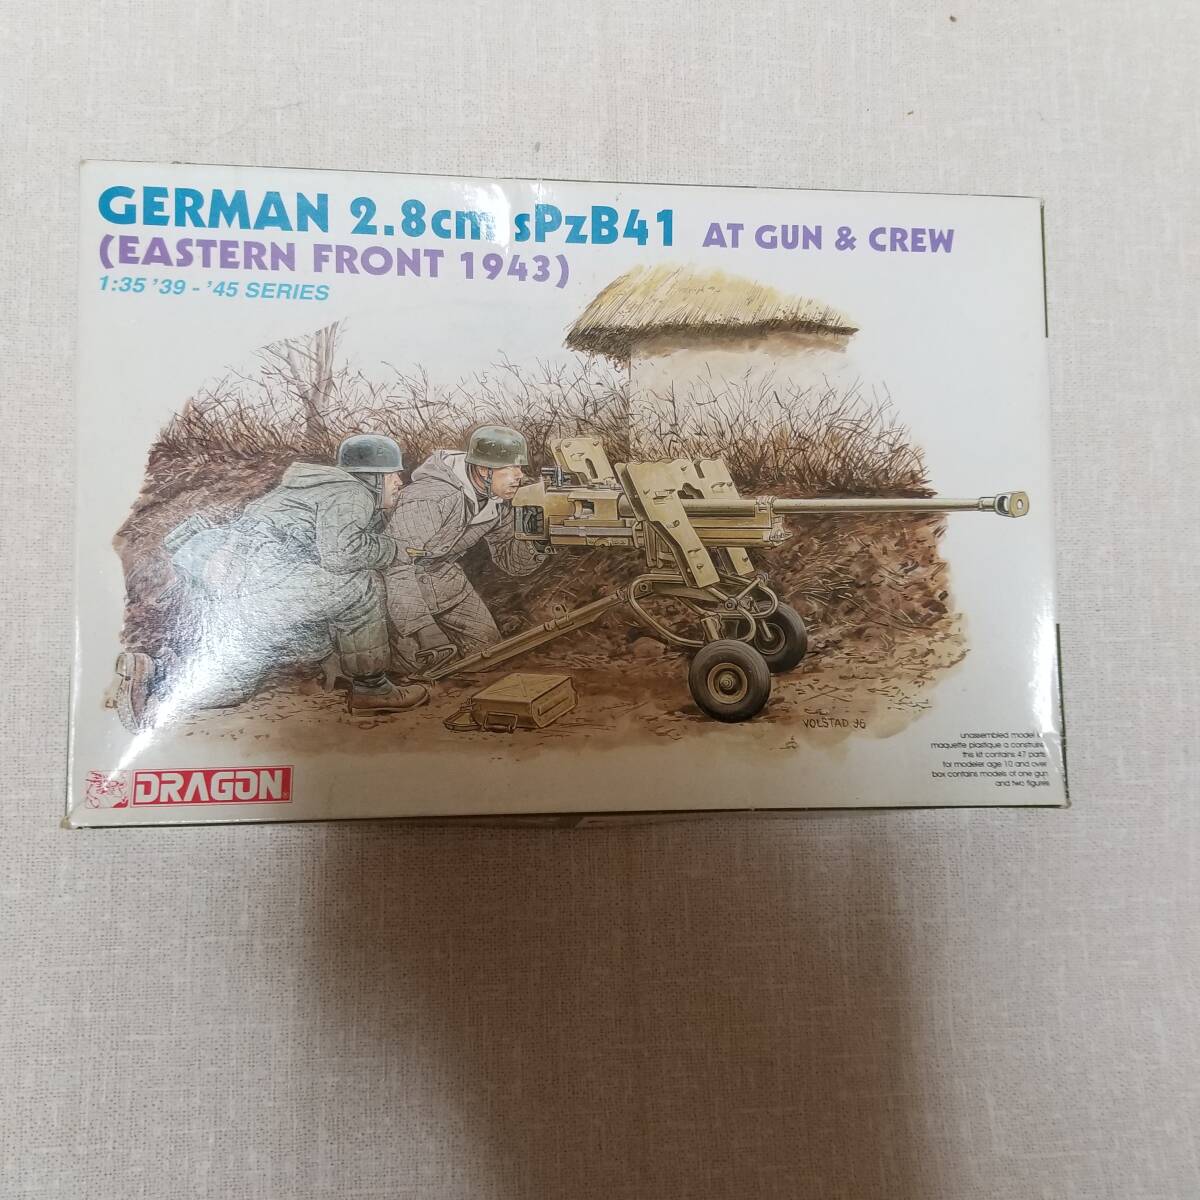 GERMAN 2.8cm sPzB41 AT GUN & CREW
(EASTERN FRONT 1943)
1:35 '39 - '45 SERIES
VOLSTAD 96
unassembled model
maquette plastique a construire
this kit contains 47 parts
for modeler age 10 and over
box contains models of one gun
and two figures
DRAGON